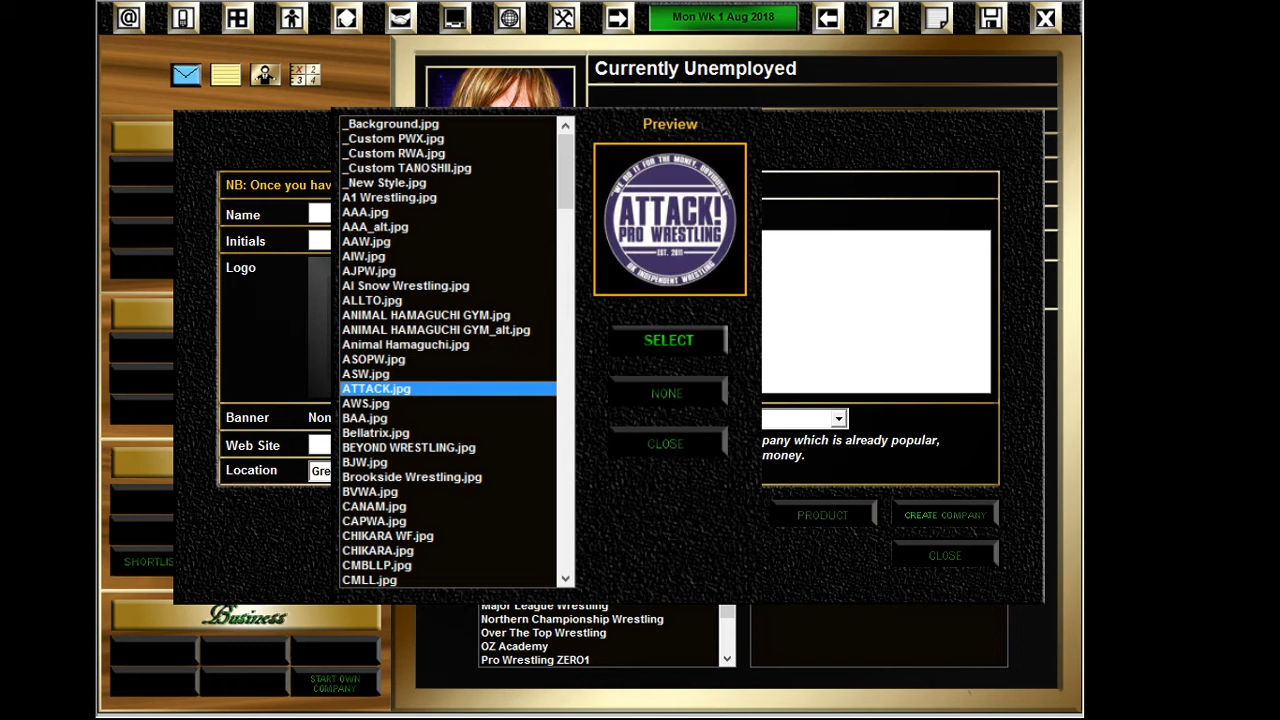 Mon Wk 1 Aug 2018
Currently Unemployed
NB: Once you hav
Name
Initials
Logo
Banner Non
Web Site
Location Gre
_Background.jpg
_Custom PWX.jpg
_Custom RWA.jpg
_Custom TANOSHII.jpg
_New Style.jpg
A1 Wrestling.jpg
AAA.jpg
AAA_alt.jpg
AAW.jpg
AIW.jpg
AJPW.jpg
Al Snow Wrestling.jpg
ALLTO.jpg
ANIMAL HAMAGUCHI GYM.jpg
ANIMAL HAMAGUCHI GYM_alt.jpg
Animal Hamaguchi.jpg
ASOPW.jpg
ASW.jpg
ATTACK.jpg
AWS.jpg
BAA.jpg
Bellatrix.jpg
BEYOND WRESTLING.jpg
BJW.jpg
Brookside Wrestling.jpg
BVWA.jpg
CANAM.jpg
CAPWA.jpg
CHIKARA WF.jpg
CHIKARA.jpg
CMBLLP.jpg
CMLL.jpg
Preview
"WE DO IT FOR THE MONEY, OBVIOUSLY"
ATTACK!
PRO WRESTLING
EST. 2011
UK INDEPENDENT WRESTLING
SELECT
NONE
CLOSE
pany which is already popular,
money.
PRODUCT
CREATE COMPANY
CLOSE
SHORTLIS
Business
START OWN
COMPANY
Major League Wrestling
Northern Championship Wrestling
Over The Top Wrestling
OZ Academy
Pro Wrestling ZERO1